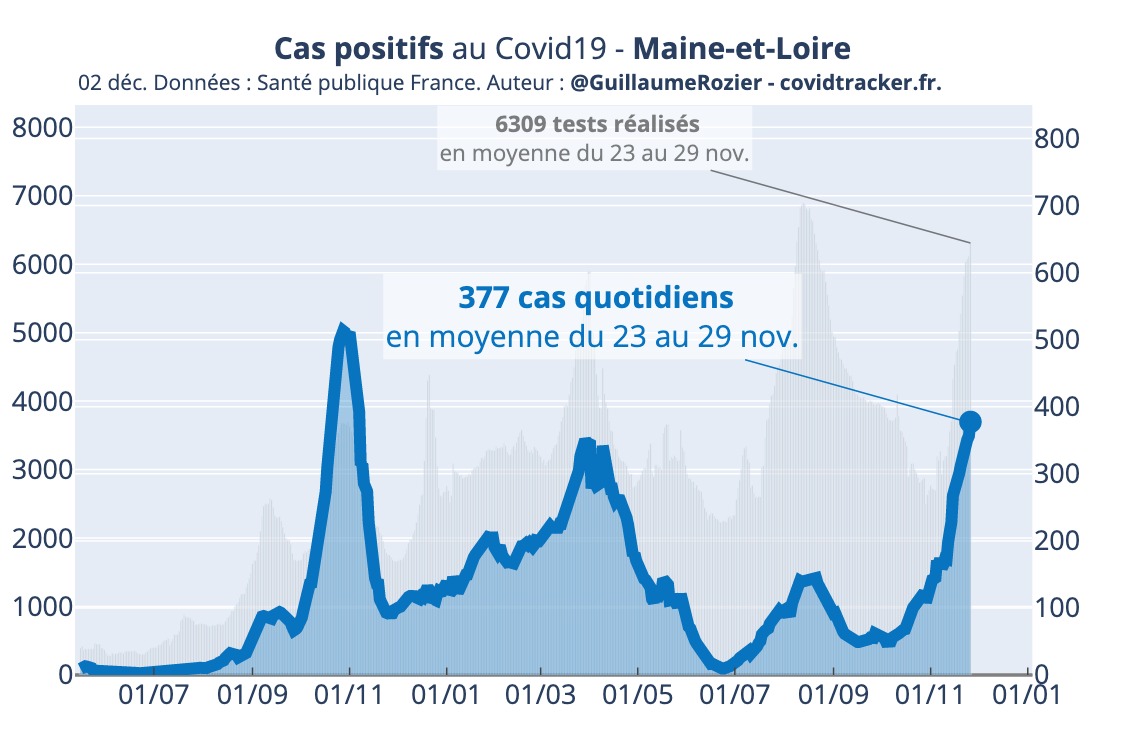 Cas positifs au Covid19 - Maine-et-Loire
02 déc. Données : Santé publique France. Auteur : @GuillaumeRozier - covidtracker.fr.
6309 tests réalisés
en moyenne du 23 au 29 nov.
377 cas quotidiens
en moyenne du 23 au 29 nov.
8000
7000
6000
5000
4000
3000
2000
1000
0
800
700
600
500
400
300
200
100
0
01/07 01/09 01/11 01/01 01/03 01/05 01/07 01/09 01/11 01/01